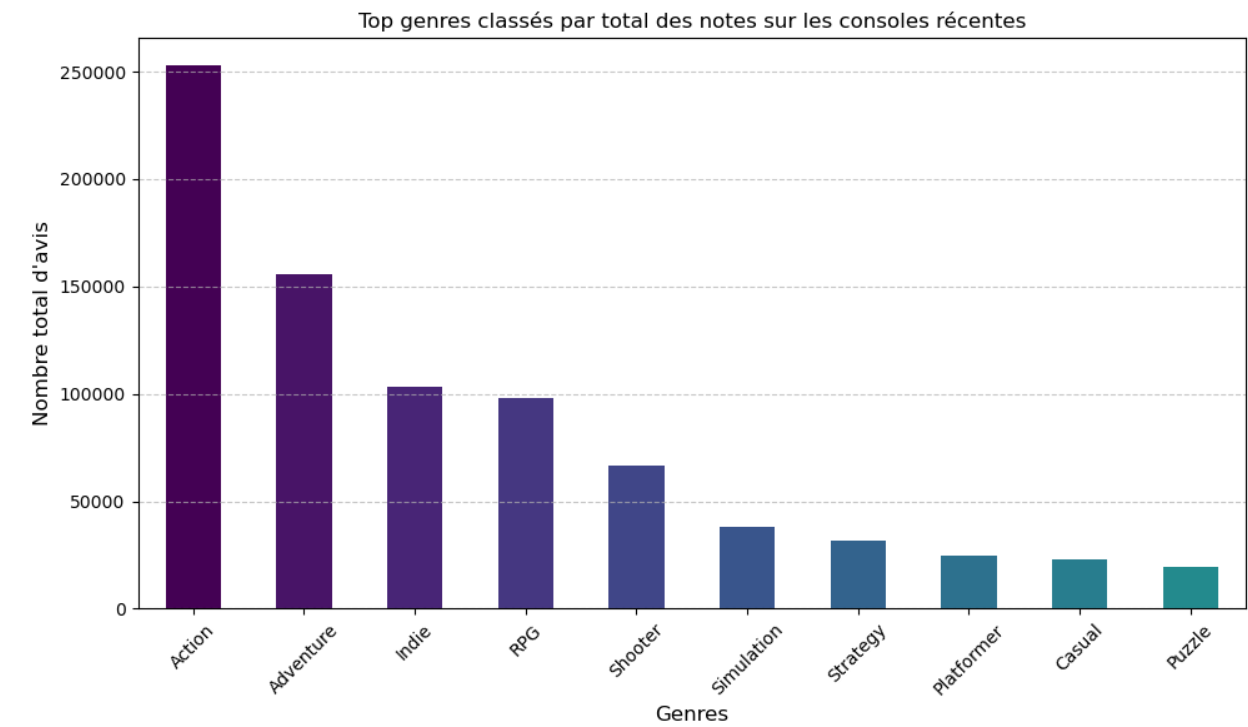 Top genres classés par total des notes sur les consoles récentes
Nombre total d'avis
250000
200000
150000
100000
50000
0
Action
Adventure
Indie
RPG
Shooter
Simulation
Strategy
Platformer
Casual
Puzzle
Genres